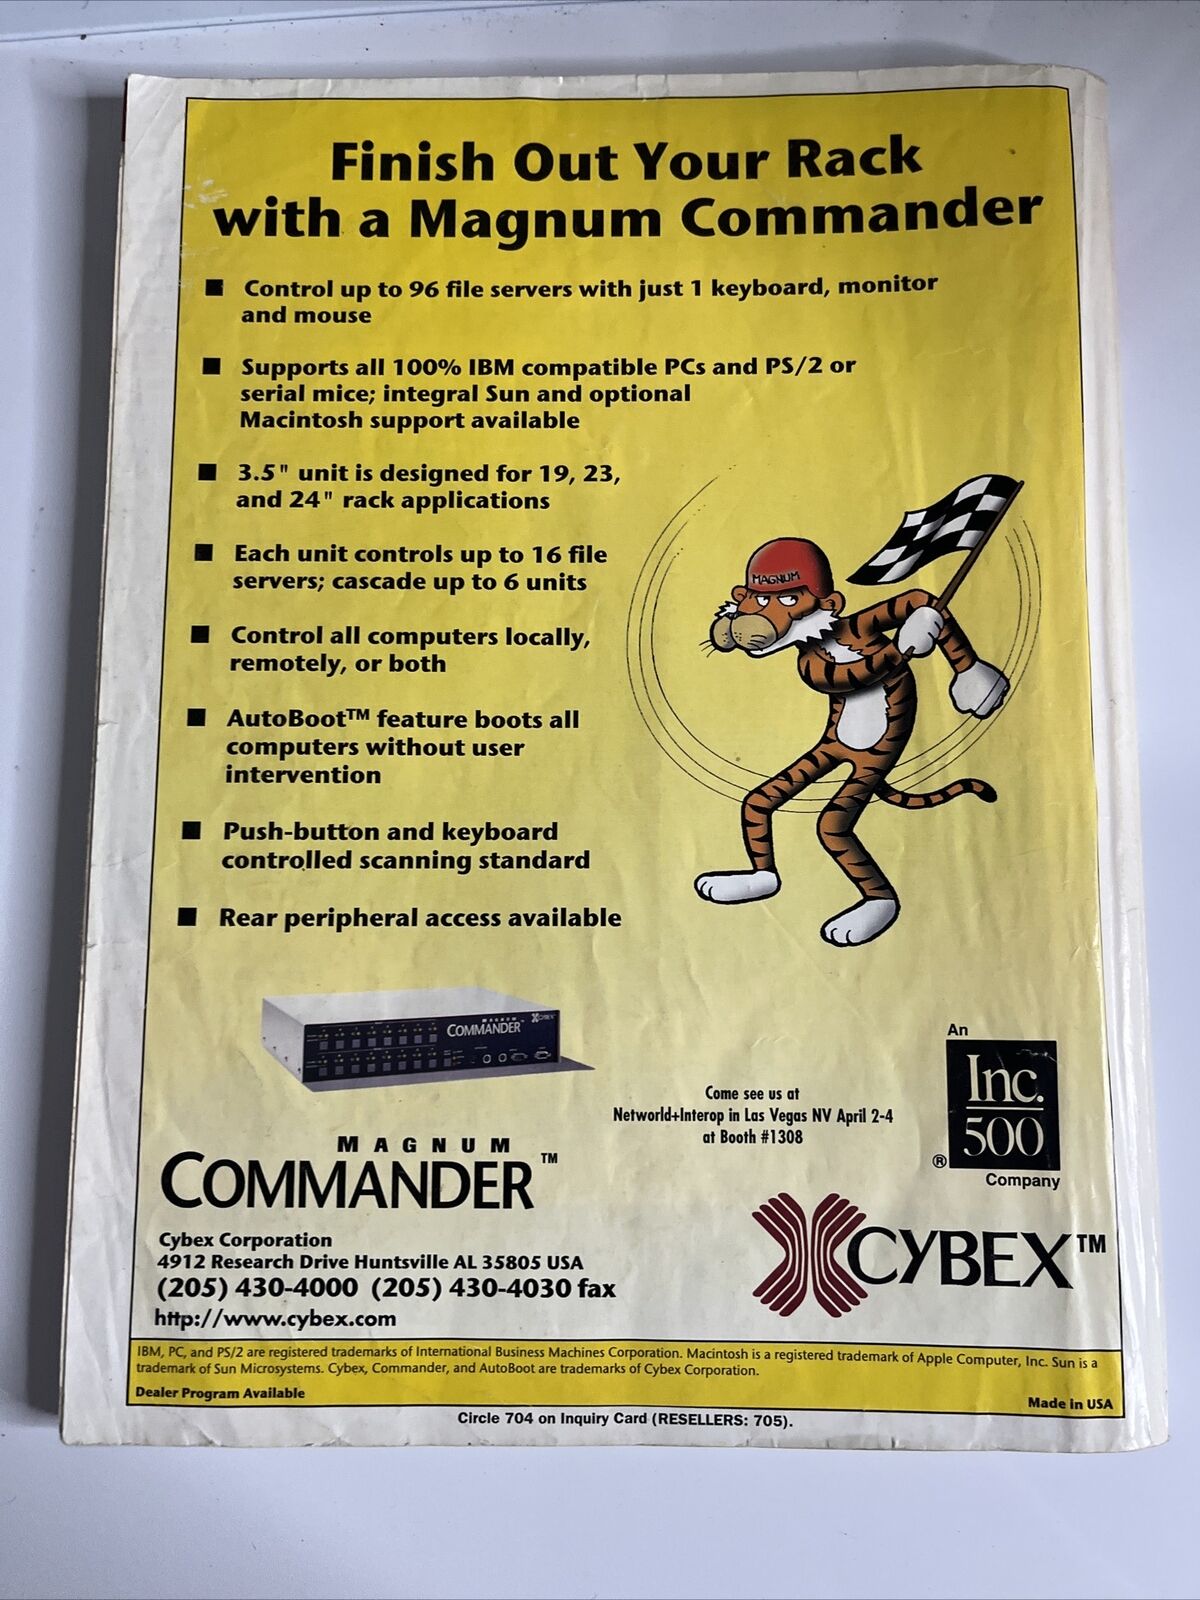 Finish Out Your Rack
with a Magnum Commander
■ Control up to 96 file servers with just 1 keyboard, monitor
and mouse
■ Supports all 100% IBM compatible PCs and PS/2 or
serial mice; integral Sun and optional
Macintosh support available
■ 3.5" unit is designed for 19, 23,
and 24" rack applications
■ Each unit controls up to 16 file
servers; cascade up to 6 units
■ Control all computers locally,
remotely, or both
■ AutoBoot™ feature boots all
computers without user
intervention
■ Push-button and keyboard
controlled scanning standard
■ Rear peripheral access available
MAGNUM
MAGNUM
COMMANDER™
CYBEX
Come see us at
Networld+Interop in Las Vegas NV April 2-4
at Booth #1308
An
Inc.
500
®
Company
MAGNUM
COMMANDER™
Cybex Corporation
4912 Research Drive Huntsville AL 35805 USA
(205) 430-4000 (205) 430-4030 fax
http://www.cybex.com
CYBEX™
IBM, PC, and PS/2 are registered trademarks of International Business Machines Corporation. Macintosh is a registered trademark of Apple Computer, Inc. Sun is a
trademark of Sun Microsystems. Cybex, Commander, and AutoBoot are trademarks of Cybex Corporation.
Dealer Program Available
Made in USA
Circle 704 on Inquiry Card (RESELLERS: 705).